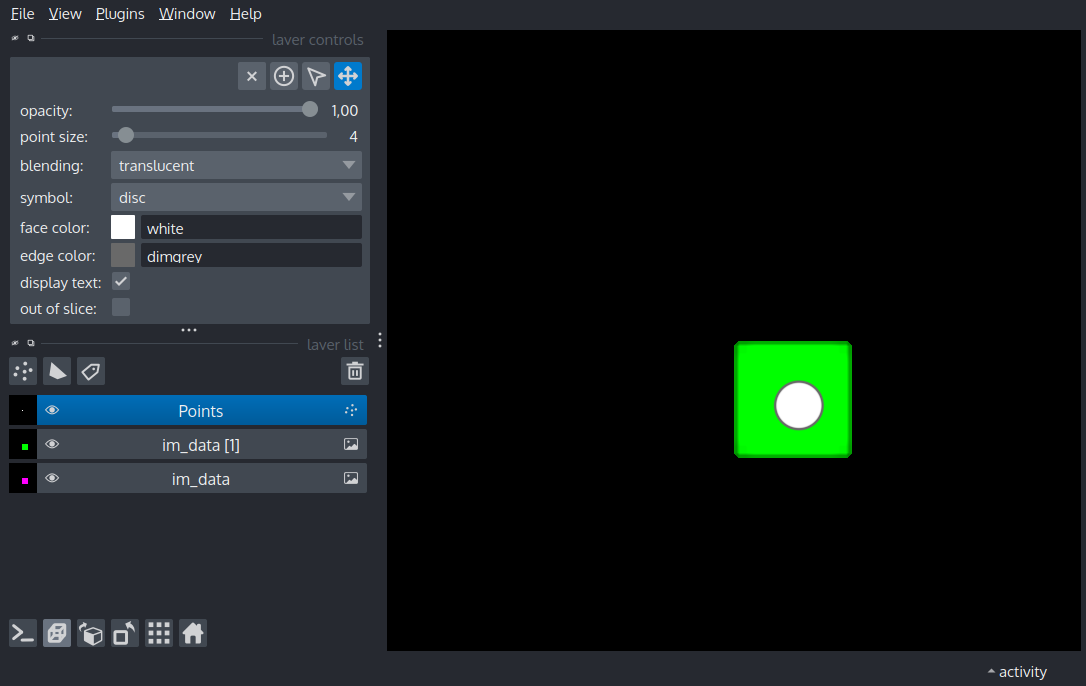 File View Plugins Window Help
layer controls
opacity: 1,00
point size: 4
blending: translucent
symbol: disc
face color: white
edge color: dimgrey
display text:
out of slice:
layer list
Points
im_data [1]
im_data
activity